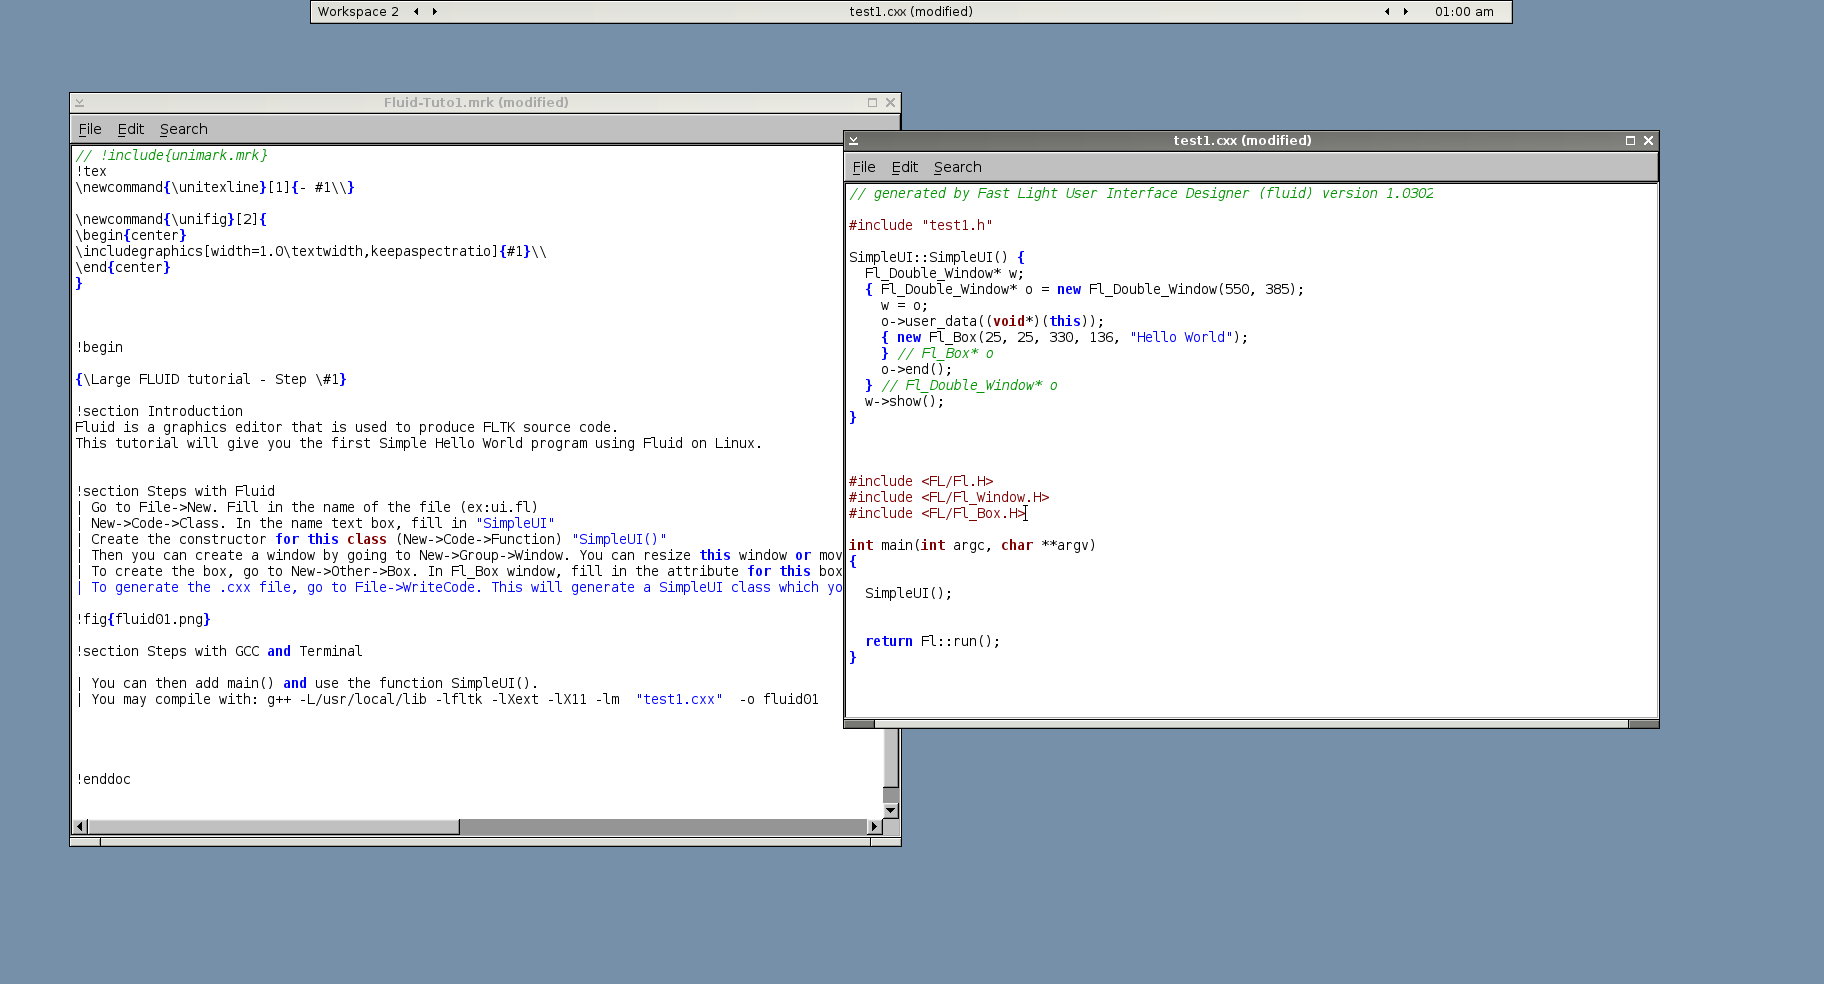 Workspace 2
test1.cxx (modified)
01:00 am
Fluid-Tuto1.mrk (modified)
File Edit Search
// !include{unimark.mrk}
!tex
\newcommand{\unitexline}[1]{- #1\\}
\newcommand{\unifig}[2]{
\begin{center}
\includegraphics[width=1.0\textwidth,keepaspectratio]{#1}\\
\end{center}
}
!begin
{\Large FLUID tutorial - Step \#1}
!section Introduction
Fluid is a graphics editor that is used to produce FLTK source code.
This tutorial will give you the first Simple Hello World program using Fluid on Linux.
!section Steps with Fluid
| Go to File->New. Fill in the name of the file (ex:ui.fl)
| New->Code->Class. In the name text box, fill in "SimpleUI"
| Create the constructor for this class (New->Code->Function) "SimpleUI()"
| Then you can create a window by going to New->Group->Window. You can resize this window or mov
| To create the box, go to New->Other->Box. In Fl_Box window, fill in the attribute for this box
| To generate the .cxx file, go to File->WriteCode. This will generate a SimpleUI class which yo
!fig{fluid01.png}
!section Steps with GCC and Terminal
| You can then add main() and use the function SimpleUI().
| You may compile with: g++ -L/usr/local/lib -lfltk -lXext -lX11 -lm  "test1.cxx"  -o fluid01
!enddoc
test1.cxx (modified)
File Edit Search
// generated by Fast Light User Interface Designer (fluid) version 1.0302
#include "test1.h"
SimpleUI::SimpleUI() {
  Fl_Double_Window* w;
  { Fl_Double_Window* o = new Fl_Double_Window(550, 385);
    w = o;
    o->user_data((void*)(this));
    { new Fl_Box(25, 25, 330, 136, "Hello World");
    } // Fl_Box* o
    o->end();
  } // Fl_Double_Window* o
  w->show();
}
#include <FL/Fl.H>
#include <FL/Fl_Window.H>
#include <FL/Fl_Box.H>
int main(int argc, char **argv)
{
  SimpleUI();
  return Fl::run();
}